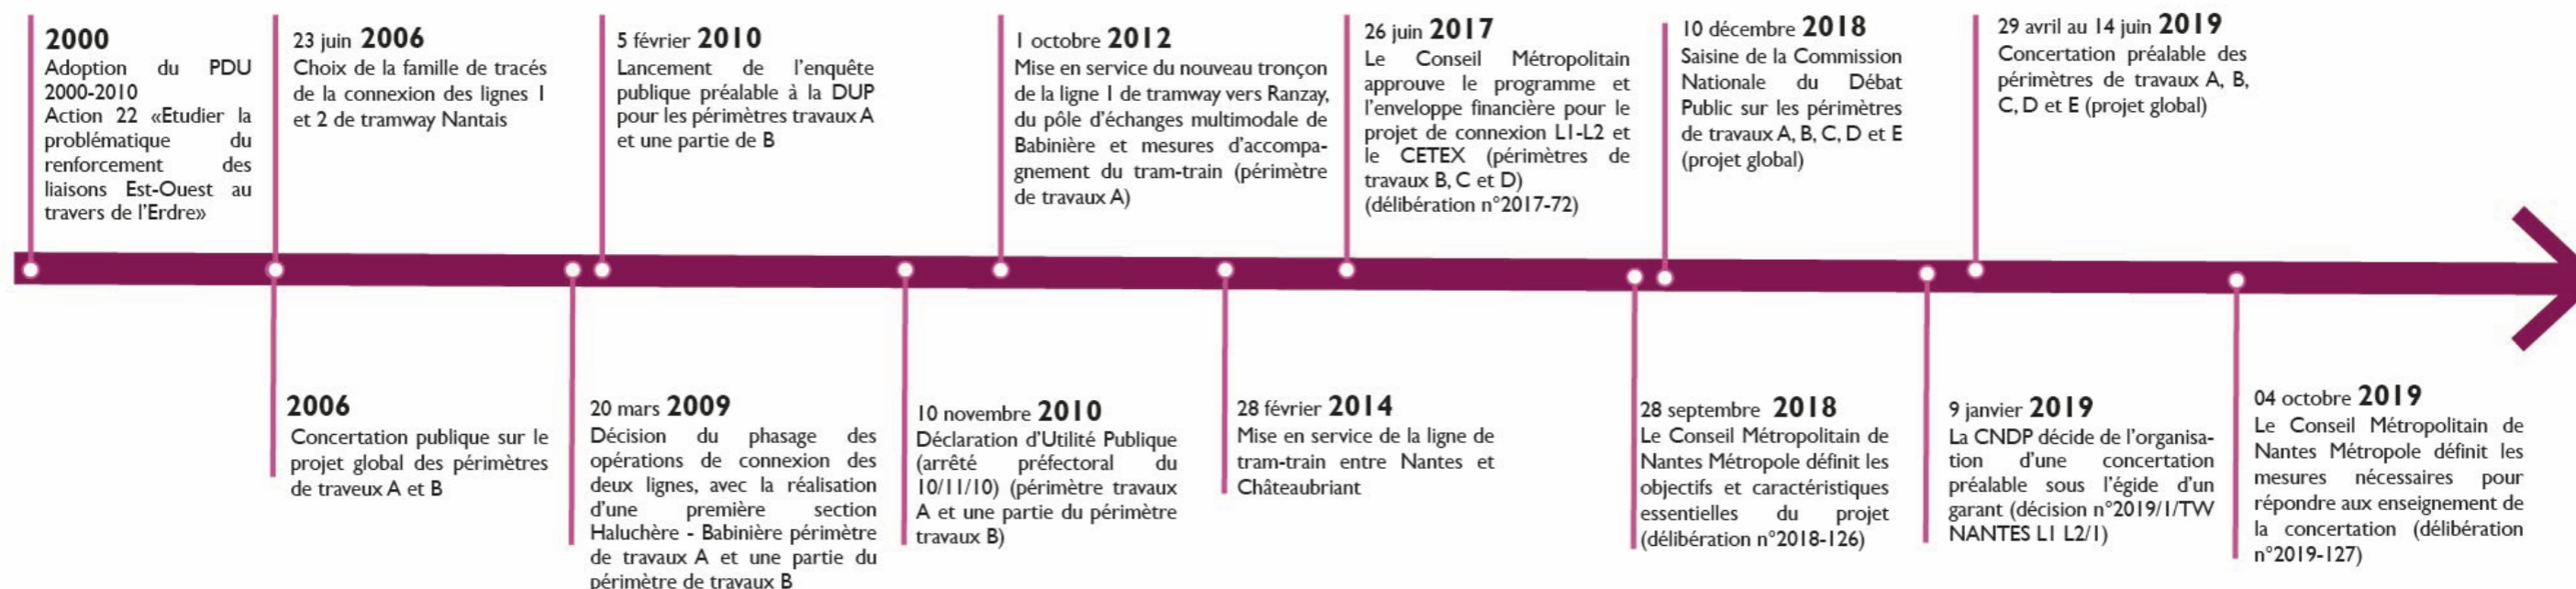 2000
Adoption du PDU
2000-2010
Action 22 «Etudier la
problématique du
renforcement des
liaisons Est-Ouest au
travers de l'Erdre»
23 juin 2006
Choix de la famille de tracés
de la connexion des lignes 1
et 2 de tramway Nantais
5 février 2010
Lancement de l'enquête
publique préalable à la DUP
pour les périmètres travaux A
et une partie de B
1 octobre 2012
Mise en service du nouveau tronçon
de la ligne 1 de tramway vers Ranzay,
du pôle d'échanges multimodale de
Babinière et mesures d'accompa-
gnement du tram-train (périmètre
de travaux A)
26 juin 2017
Le Conseil Métropolitain
approuve le programme et
l'enveloppe financière pour le
projet de connexion L1-L2 et
le CETEX (périmètres de
travaux B, C et D)
(délibération n°2017-72)
10 décembre 2018
Saisine de la Commission
Nationale du Débat
Public sur les périmètres
de travaux A, B, C, D et E
(projet global)
29 avril au 14 juin 2019
Concertation préalable des
périmètres de travaux A, B,
C, D et E (projet global)
2006
Concertation publique sur le
projet global des périmètres
de traveux A et B
20 mars 2009
Décision du phasage des
opérations de connexion des
deux lignes, avec la réalisation
d'une première section
Haluchère - Babinière périmètre
de travaux A et une partie du
périmètre de travaux B
10 novembre 2010
Déclaration d'Utilité Publique
(arrêté préfectoral du
10/11/10) (périmètre travaux
A et une partie du périmètre
travaux B)
28 février 2014
Mise en service de la ligne de
tram-train entre Nantes et
Châteaubriant
28 septembre 2018
Le Conseil Métropolitain de
Nantes Métropole définit les
objectifs et caractéristiques
essentielles du projet
(délibération n°2018-126)
9 janvier 2019
La CNDP décide de l'organisa-
tion d'une concertation
préalable sous l'égide d'un
garant (décision n°2019/1/TW
NANTES L1 L2/1)
04 octobre 2019
Le Conseil Métropolitain de
Nantes Métropole définit les
mesures nécessaires pour
répondre aux enseignement de
la concertation (délibération
n°2019-127)